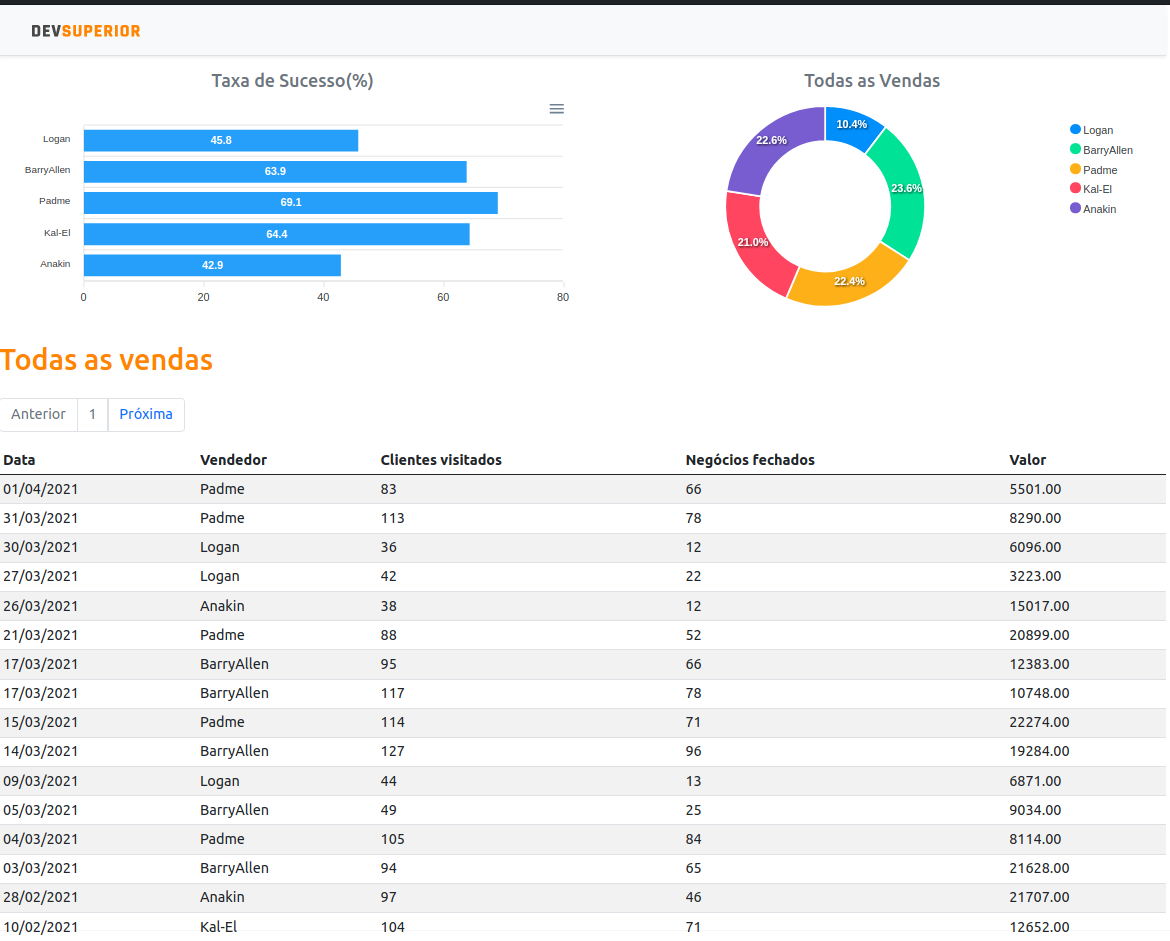 DEVSUPERIOR
Taxa de Sucesso(%)
Logan 45.8
BarryAllen 63.9
Padme 69.1
Kal-El 64.4
Anakin 42.9
0 20 40 60 80
Todas as Vendas
10.4%
23.6%
22.4%
21.0%
22.6%
Logan
BarryAllen
Padme
Kal-El
Anakin
Todas as vendas
Anterior 1 Próxima
Data Vendedor Clientes visitados Negócios fechados Valor
01/04/2021 Padme 83 66 5501.00
31/03/2021 Padme 113 78 8290.00
30/03/2021 Logan 36 12 6096.00
27/03/2021 Logan 42 22 3223.00
26/03/2021 Anakin 38 12 15017.00
21/03/2021 Padme 88 52 20899.00
17/03/2021 BarryAllen 95 66 12383.00
17/03/2021 BarryAllen 117 78 10748.00
15/03/2021 Padme 114 71 22274.00
14/03/2021 BarryAllen 127 96 19284.00
09/03/2021 Logan 44 13 6871.00
05/03/2021 BarryAllen 49 25 9034.00
04/03/2021 Padme 105 84 8114.00
03/03/2021 BarryAllen 94 65 21628.00
28/02/2021 Anakin 97 46 21707.00
10/02/2021 Kal-El 104 71 12652.00